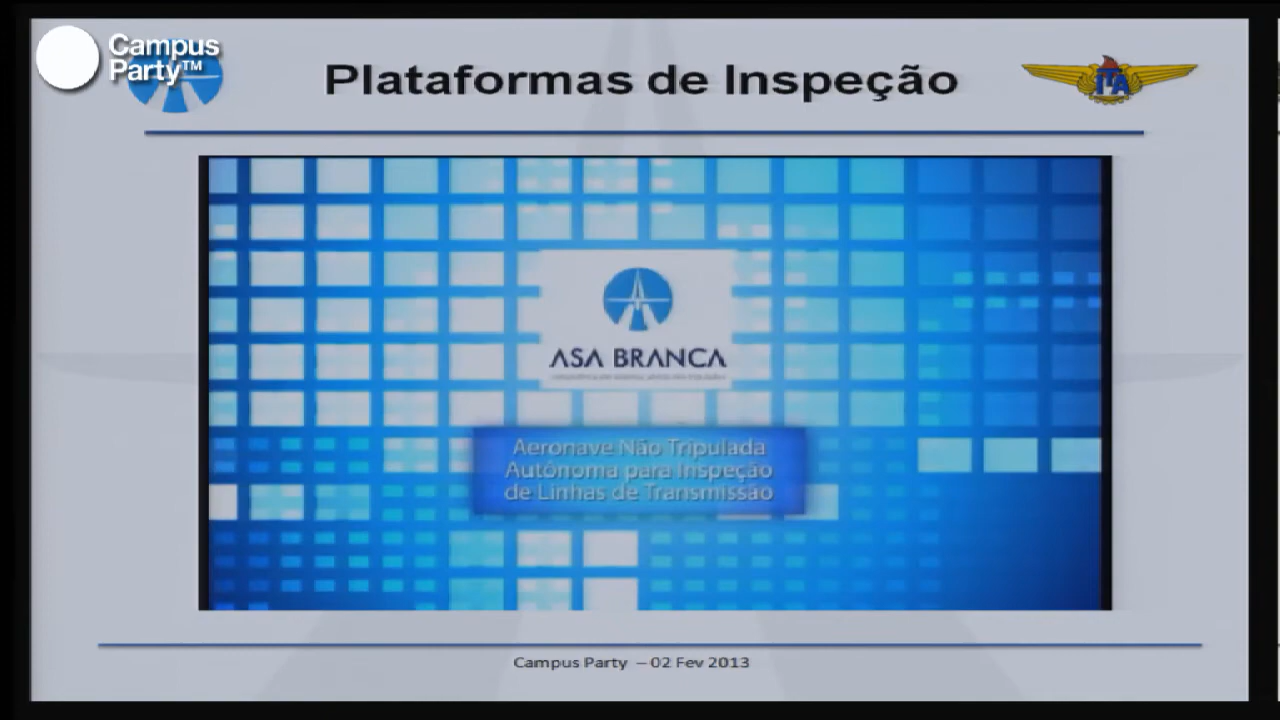 Campus
Party™
Plataformas de Inspeção
ITA
ASA BRANCA
Aeronave Não Tripulada
Autônoma para Inspeção
de Linhas de Transmissão
Campus Party – 02 Fev 2013